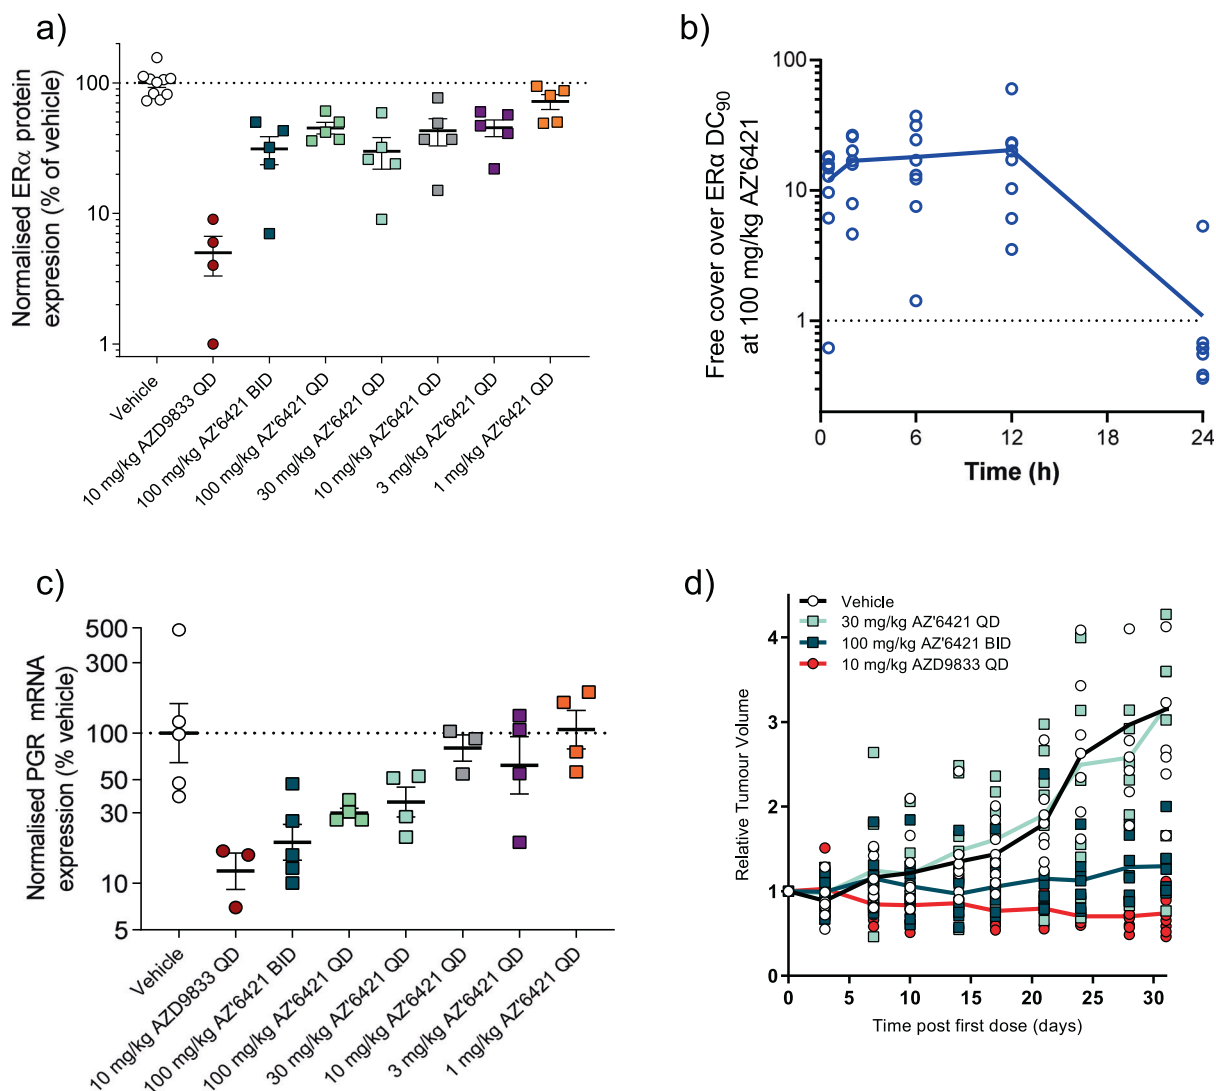 a)
Normalised ERα protein
expression (% of vehicle)
100
10
1
Vehicle
10 mg/kg AZD9833 QD
100 mg/kg AZ'6421 BID
100 mg/kg AZ'6421 QD
30 mg/kg AZ'6421 QD
10 mg/kg AZ'6421 QD
3 mg/kg AZ'6421 QD
1 mg/kg AZ'6421 QD
b)
Free cover over ERα DC90
at 100 mg/kg AZ'6421
100
10
1
0
6
12
18
24
Time (h)
c)
Normalised PGR mRNA
expression (% vehicle)
500
300
100
50
30
10
5
Vehicle
10 mg/kg AZD9833 QD
100 mg/kg AZ'6421 BID
100 mg/kg AZ'6421 QD
30 mg/kg AZ'6421 QD
10 mg/kg AZ'6421 QD
3 mg/kg AZ'6421 QD
1 mg/kg AZ'6421 QD
d)
Vehicle
30 mg/kg AZ'6421 QD
100 mg/kg AZ'6421 BID
10 mg/kg AZD9833 QD
Relative Tumour Volume
4
3
2
1
0
0
5
10
15
20
25
30
Time post first dose (days)